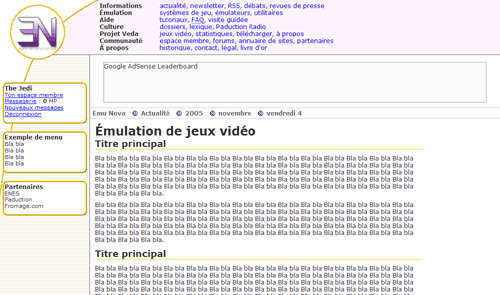 EN
Informations actualité, newsletter, RSS, débats, revues de presse
Émulation systèmes de jeu, émulateurs, utilitaires
Aide tutoriaux, FAQ, visite guidée
Culture dossiers, léxique, Paduction Radio
Projet Veda jeux vidéo, statistiques, télécharger, à propos
Communauté espace membre, forums, annuaire de sites, partenaires
À propos historique, contact, légal, livre d'or
Google AdSense Leaderboard
The Jedi
Ton espace membre
Messagerie : 0 MP
Nouveaux messages
Déconnexion
Exemple de menu
Bla bla
Bla bla
Bla bla
Bla bla
Partenaires
ENES
Paduction
Fromage.com
Emu Nova Actualité 2005 novembre vendredi 4
Émulation de jeux vidéo
Titre principal
Bla bla Bla bla Bla bla Bla bla Bla bla Bla bla Bla bla Bla bla Bla bla Bla bla Bla bla Bla bla Bla bla Bla bla
Bla bla Bla bla Bla bla Bla bla Bla bla Bla bla Bla bla Bla bla Bla bla Bla bla Bla bla Bla bla Bla bla Bla bla
Bla bla Bla bla Bla bla Bla bla Bla bla Bla bla Bla bla Bla bla Bla bla Bla bla Bla bla Bla bla Bla bla Bla bla
Bla bla Bla bla Bla bla Bla bla Bla bla Bla bla Bla bla Bla bla Bla bla Bla bla Bla bla Bla bla Bla bla Bla bla
Bla bla Bla bla Bla bla Bla bla Bla bla Bla bla Bla bla Bla bla Bla bla Bla bla Bla bla Bla bla Bla bla Bla bla
Bla bla Bla bla Bla bla.
Bla bla Bla bla Bla bla Bla bla Bla bla Bla bla Bla bla Bla bla Bla bla Bla bla Bla bla Bla bla Bla bla Bla bla
Bla bla Bla bla Bla bla Bla bla Bla bla Bla bla Bla bla Bla bla Bla bla Bla bla Bla bla Bla bla Bla bla Bla bla
Bla bla Bla bla Bla bla Bla bla Bla bla Bla bla Bla bla Bla bla Bla bla Bla bla Bla bla Bla bla Bla bla Bla bla
Bla bla Bla bla Bla bla Bla bla Bla bla Bla bla Bla bla Bla bla Bla bla Bla bla Bla bla Bla bla Bla bla Bla bla
Bla bla Bla bla Bla bla.
Titre principal
Bla bla Bla bla Bla bla Bla bla Bla bla Bla bla Bla bla Bla bla Bla bla Bla bla Bla bla Bla bla Bla bla Bla bla
Bla bla Bla bla Bla bla Bla bla Bla bla Bla bla Bla bla Bla bla Bla bla Bla bla Bla bla Bla bla Bla bla Bla bla
Bla bla Bla bla Bla bla Bla bla Bla bla Bla bla Bla bla Bla bla Bla bla Bla bla Bla bla Bla bla Bla bla Bla bla